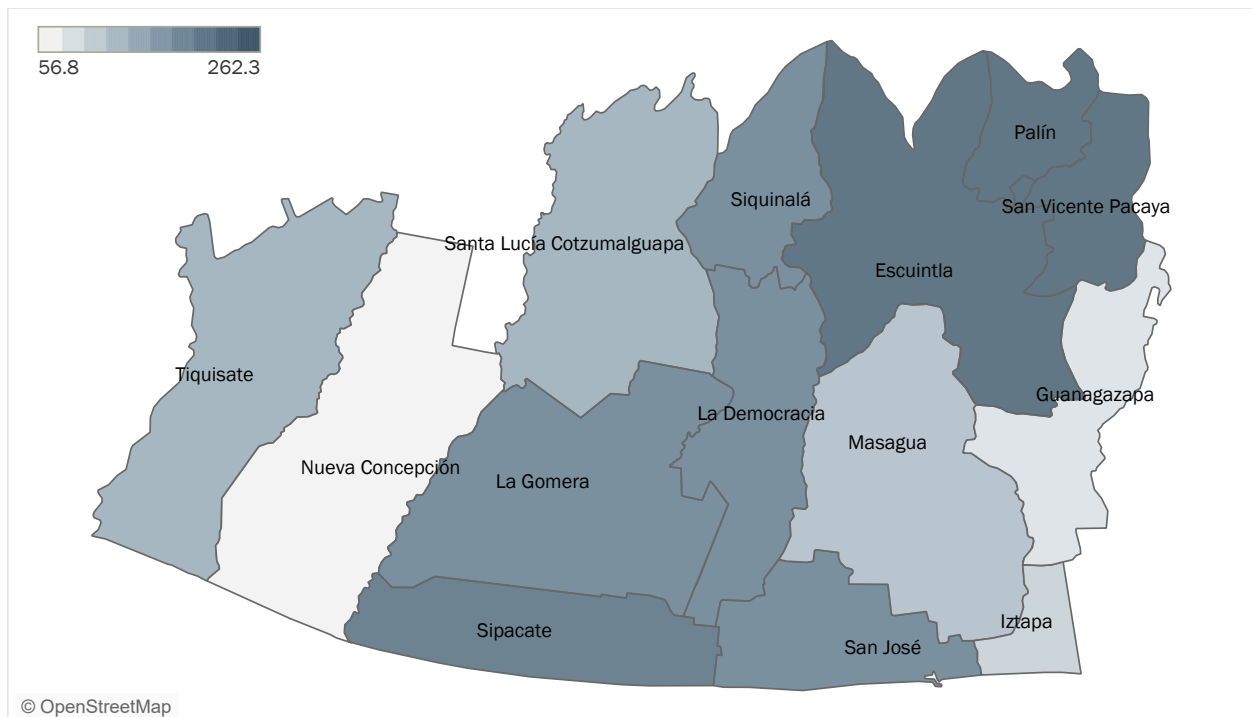 56.8
262.3
Palín
Siquinalá
San Vicente Pacaya
Santa Lucía Cotzumalguapa
Escuintla
Tiquisate
Guanagazapa
La Democracia
Masagua
Nueva Concepción
La Gomera
Iztapa
Sipacate
San José
© OpenStreetMap